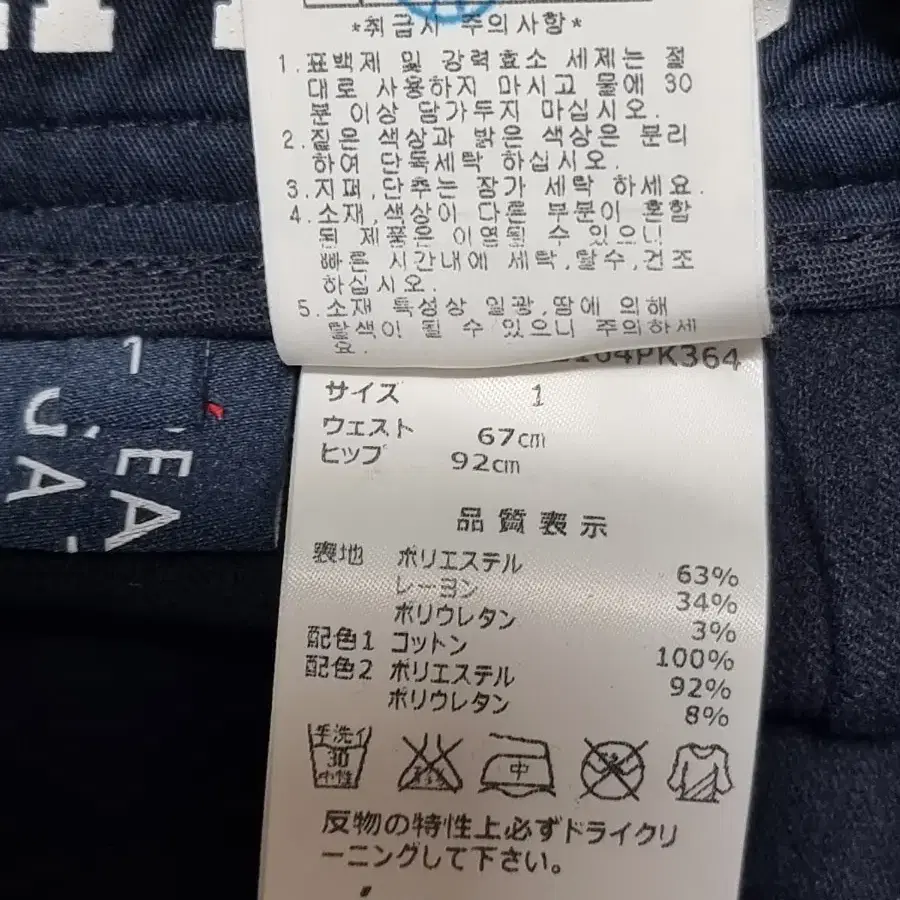 *취급시 주의사항*
1.표백제 및 강력효소 세제는 절
대로 사용하지 마시고 물에 30
분 이상 담가두지 마십시오.
2.짙은 색상과 밝은 색상은 분리
하여 단독세탁 하십시오.
3.지퍼,단추는 잠가 세탁 하세요.
4.소재,색상이 다른 부분이 혼합
된 제품은 이염될 수 있으니
빠른 시간내에 세탁,탈수,건조
하십시오.
5.소재 특성상 일광,땀에 의해
탈색이 될 수 있으니 주의하세
요.
104PK364
サイズ 1
ウェスト 67cm
ヒップ 92cm
品質表示
表地 ポリエステル 63%
レーヨン 34%
ポリウレタン 3%
配色1 コットン 100%
配色2 ポリエステル 92%
ポリウレタン 8%
手洗イ
30
中性
中
反物の特性上必ずドライクリ
ーニングして下さい。
1